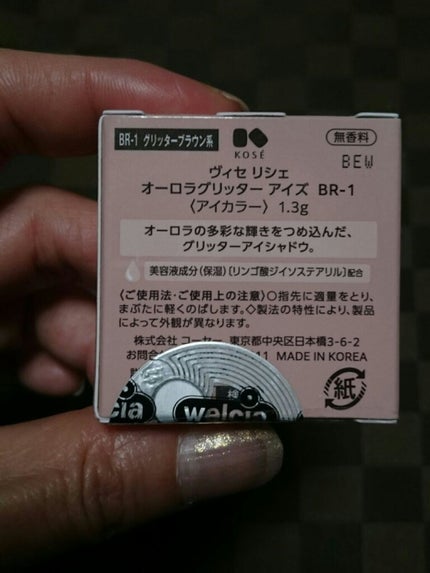 BR-1 グリッターブラウン系
KOSÉ
無香料
BEW
ヴィセ リシェ
オーロラグリッター アイズ BR-1
〈アイカラー〉 1.3g
オーロラの多彩な輝きをつめ込んだ、
グリッターアイシャドウ。
美容液成分(保湿)〔リンゴ酸ジイソステアリル〕配合
〈ご使用法・ご使用上の注意〉○指先に適量をとり、
まぶたに軽くのばします。◇製法の特性により、製品
によって外観が異なります。
株式会社 コーセー 東京都中央区日本橋3-6-2
お問合 11 MADE IN KOREA
紙
cia welcia